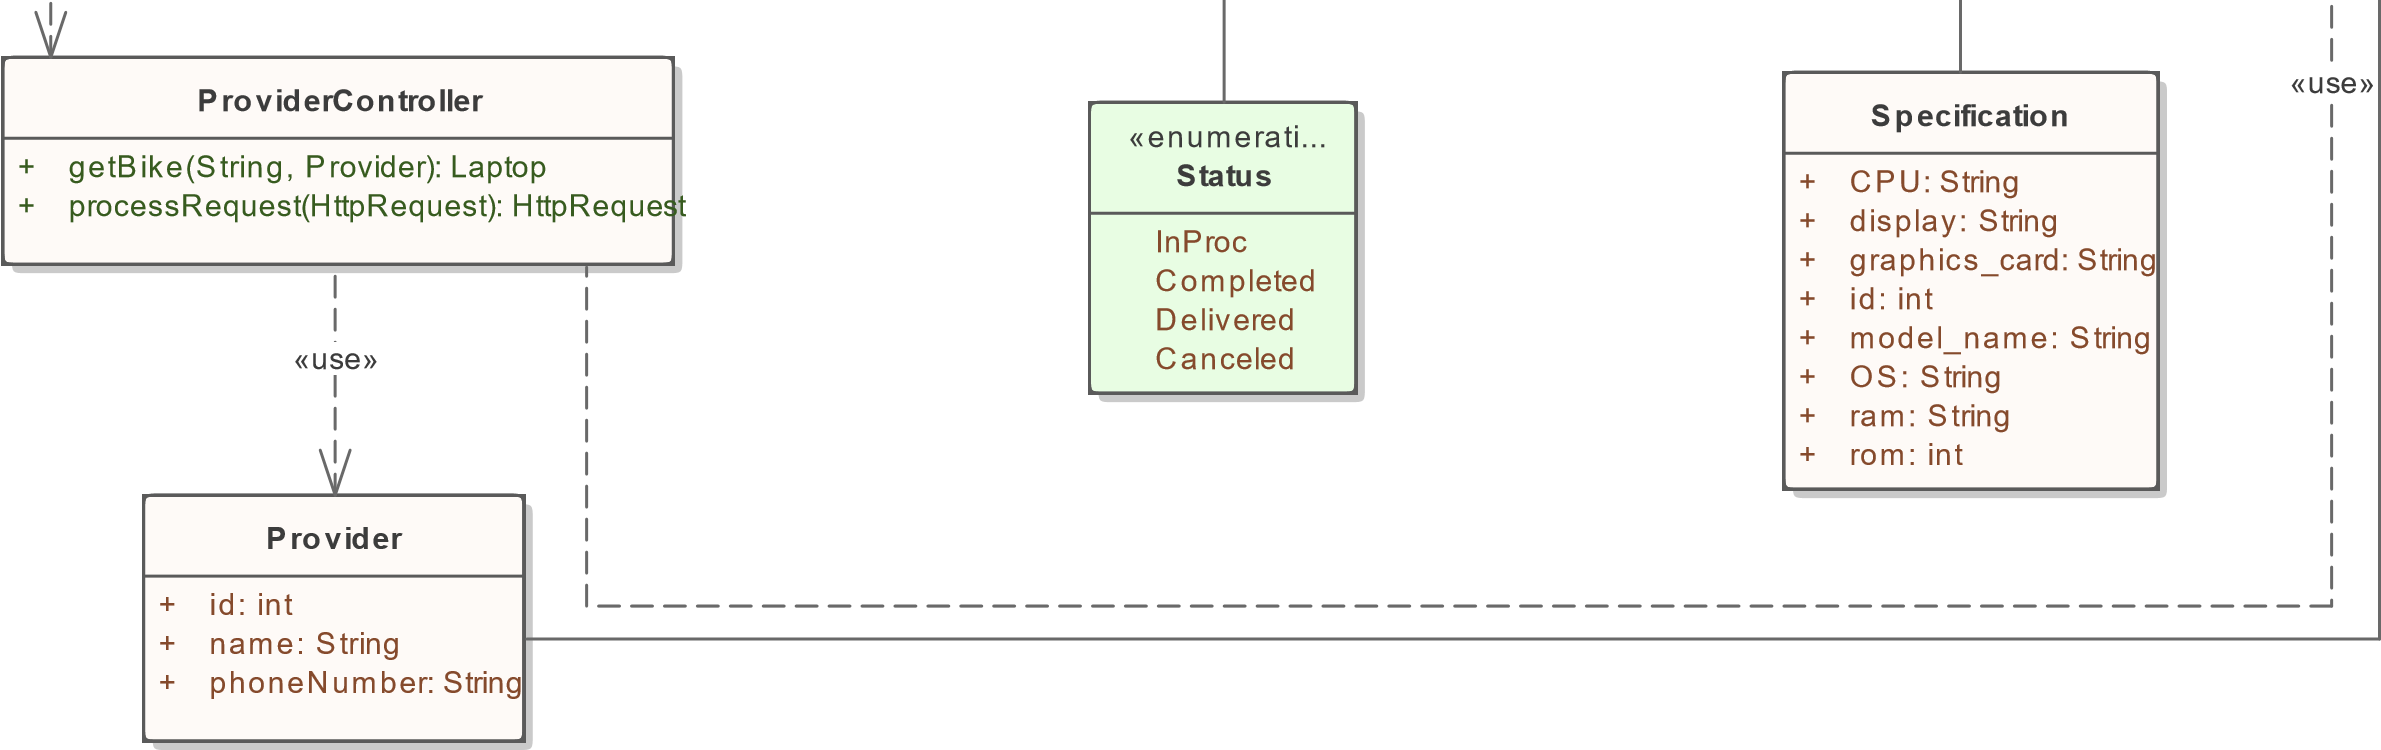 ProviderController
+ getBike(String, Provider): Laptop
+ processRequest(HttpRequest): HttpRequest
«use»
Provider
+ id: int
+ name: String
+ phoneNumber: String
«enumerati...
Status
InProc
Completed
Delivered
Canceled
Specification
+ CPU: String
+ display: String
+ graphics_card: String
+ id: int
+ model_name: String
+ OS: String
+ ram: String
+ rom: int
«use»